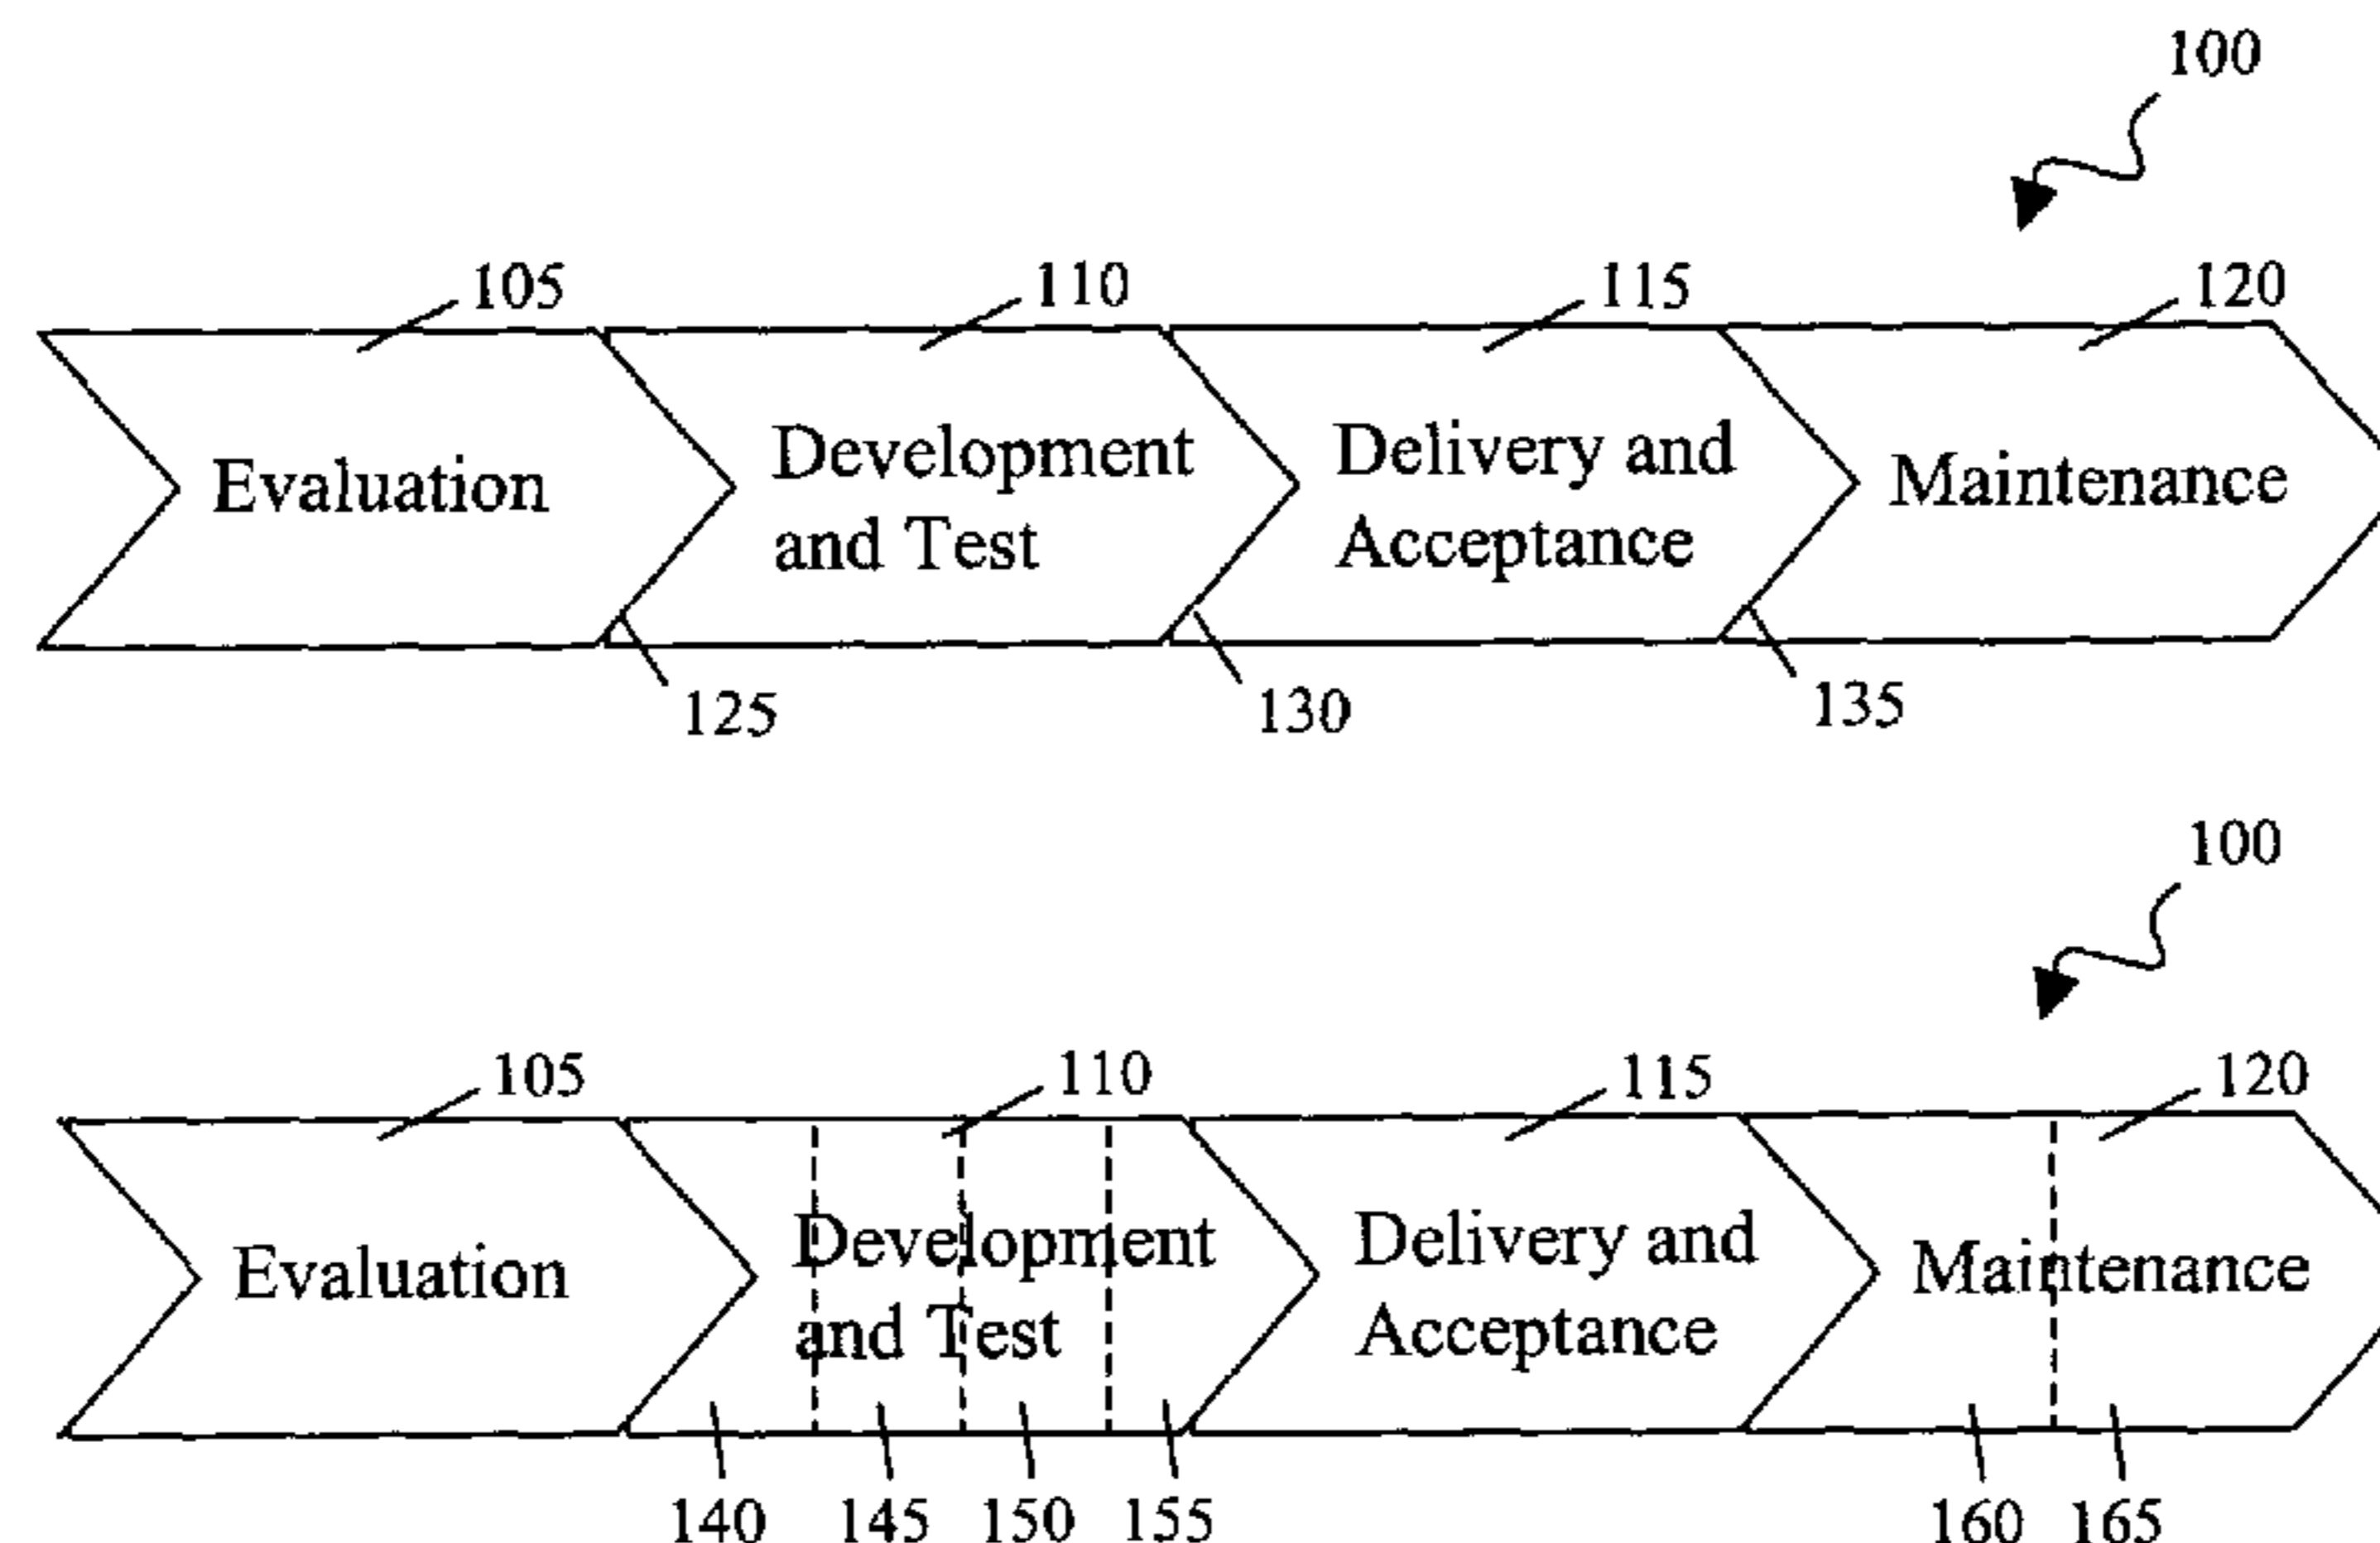 100
105
110
115
120
Evaluation
Development
and Test
Delivery and
Acceptance
Maintenance
125
130
135
100
105
110
115
120
Evaluation
Development
and Test
Delivery and
Acceptance
Maintenance
140
145
150
155
160
165